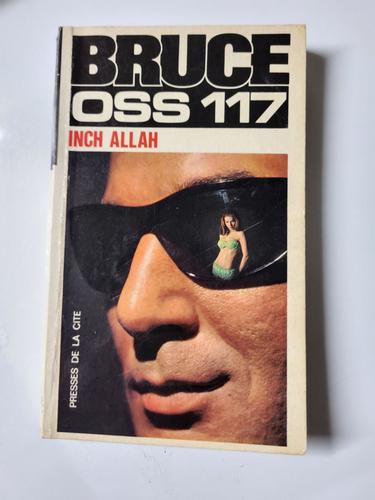 BRUCE
OSS 117
INCH ALLAH
PRESSES DE LA CITE